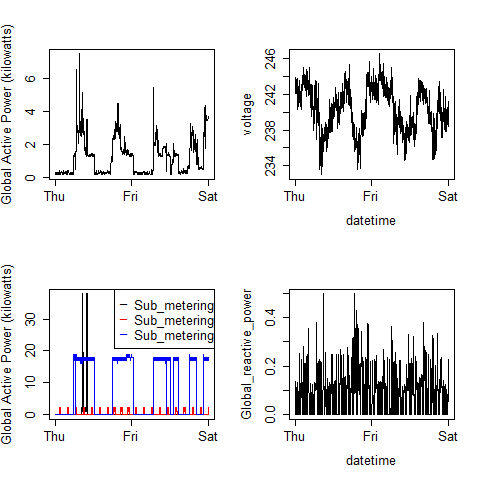 Global Active Power (kilowatts)
0 2 4 6
Thu Fri Sat
voltage
234 238 242 246
Thu Fri Sat
datetime
Global Active Power (kilowatts)
0 10 20 30
Sub_metering
Sub_metering
Sub_metering
Thu Fri Sat
Global_reactive_power
0.0 0.2 0.4
Thu Fri Sat
datetime